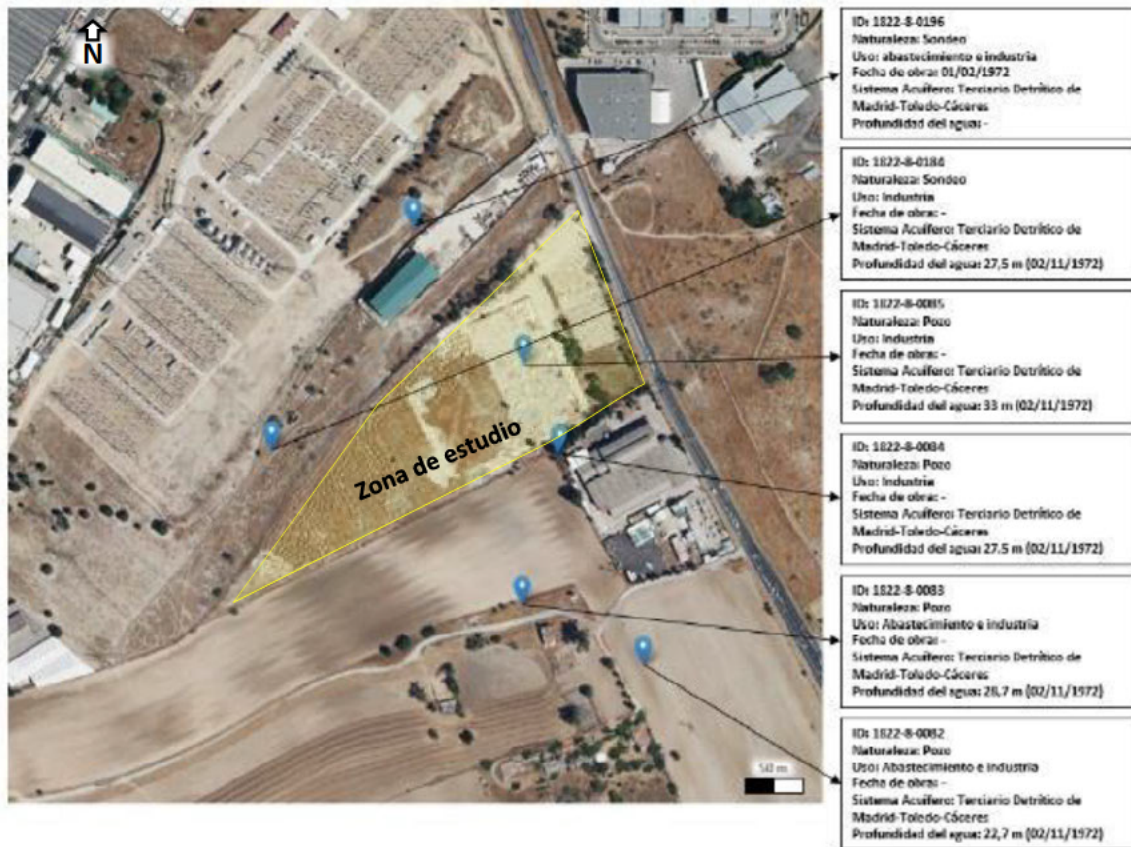 N
Zona de estudio
50 m
ID: 1822-8-0196
Naturaleza: Sondeo
Uso: abastecimiento e industria
Fecha de obra: 01/02/1972
Sistema Acuífero: Terciario Detrítico de
Madrid-Toledo-Cáceres
Profundidad del agua: -
ID: 1822-8-0184
Naturaleza: Sondeo
Uso: Industria
Fecha de obra: -
Sistema Acuífero: Terciario Detrítico de
Madrid-Toledo-Cáceres
Profundidad del agua: 27,5 m (02/11/1972)
ID: 1822-8-0085
Naturaleza: Pozo
Uso: Industria
Fecha de obra: -
Sistema Acuífero: Terciario Detrítico de
Madrid-Toledo-Cáceres
Profundidad del agua: 33 m (02/11/1972)
ID: 1822-8-0084
Naturaleza: Pozo
Uso: Industria
Fecha de obra: -
Sistema Acuífero: Terciario Detrítico de
Madrid-Toledo-Cáceres
Profundidad del agua: 27.5 m (02/11/1972)
ID: 1822-8-0083
Naturaleza: Pozo
Uso: Abastecimiento e industria
Fecha de obra: -
Sistema Acuífero: Terciario Detrítico de
Madrid-Toledo-Cáceres
Profundidad del agua: 28,7 m (02/11/1972)
ID: 1822-8-0082
Naturaleza: Pozo
Uso: Abastecimiento e industria
Fecha de obra: -
Sistema Acuífero: Terciario Detrítico de
Madrid-Toledo-Cáceres
Profundidad del agua: 22,7 m (02/11/1972)